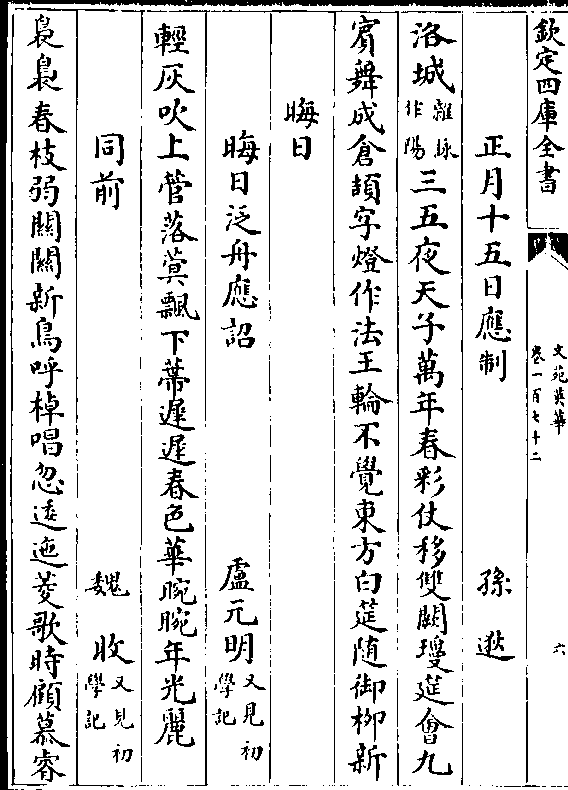 欽定四庫全書
文苑英華
卷一百七十二
六
正月十五日應制　孫逖
洛城雜詠作陽三五夜天子萬年春彩仗移雙闕瓊筵會九
賓舞成倉頡字燈作法王輪不覺東方白筵隨御柳新
晦日
晦日泛舟應詔　盧元明又見初學記
輕灰吹上管落蓂飄下蔕遲遲春色華晼晼年光麗
同前　魏收又見初學記
裊裊春枝弱關關新鳥呼棹唱忽逶迤菱歌時顧慕睿